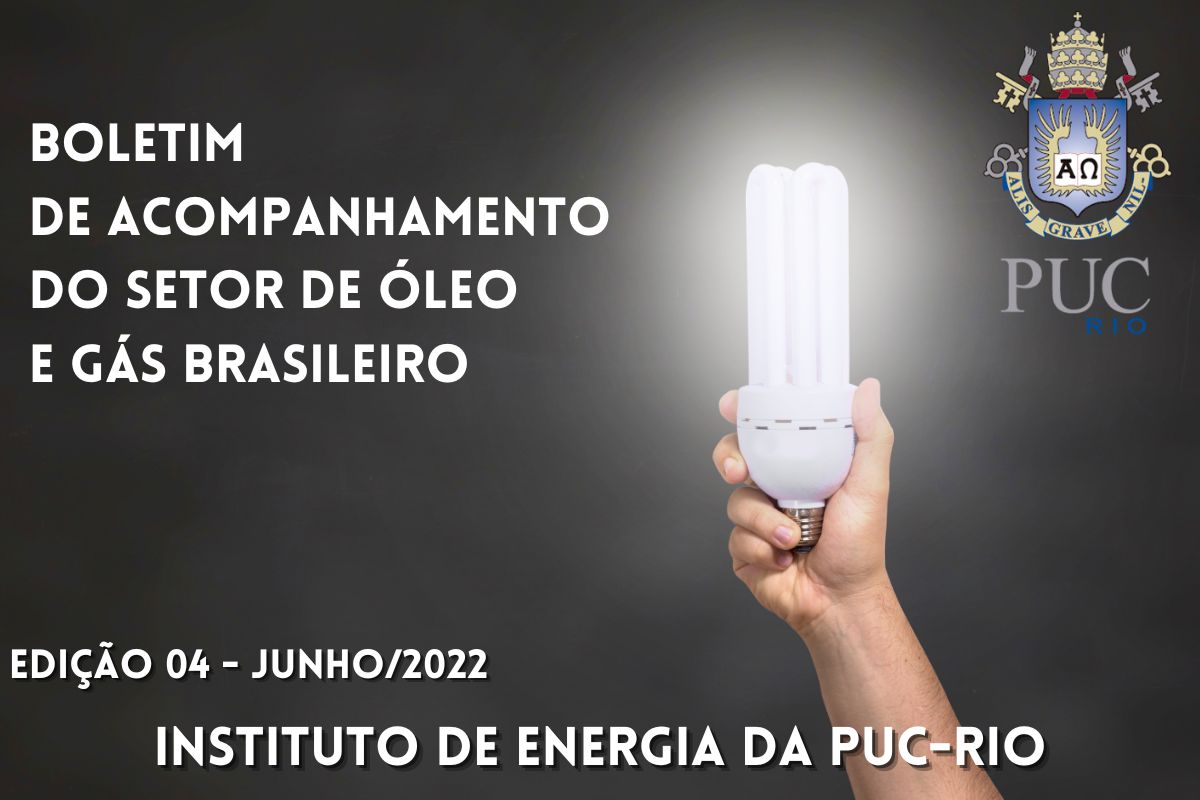 BOLETIM
DE ACOMPANHAMENTO
DO SETOR DE ÓLEO
E GÁS BRASILEIRO
ΑΩ
ALIS GRAVE NIL
PUC
RIO
EDIÇÃO 04 - JUNHO/2022
INSTITUTO DE ENERGIA DA PUC-RIO